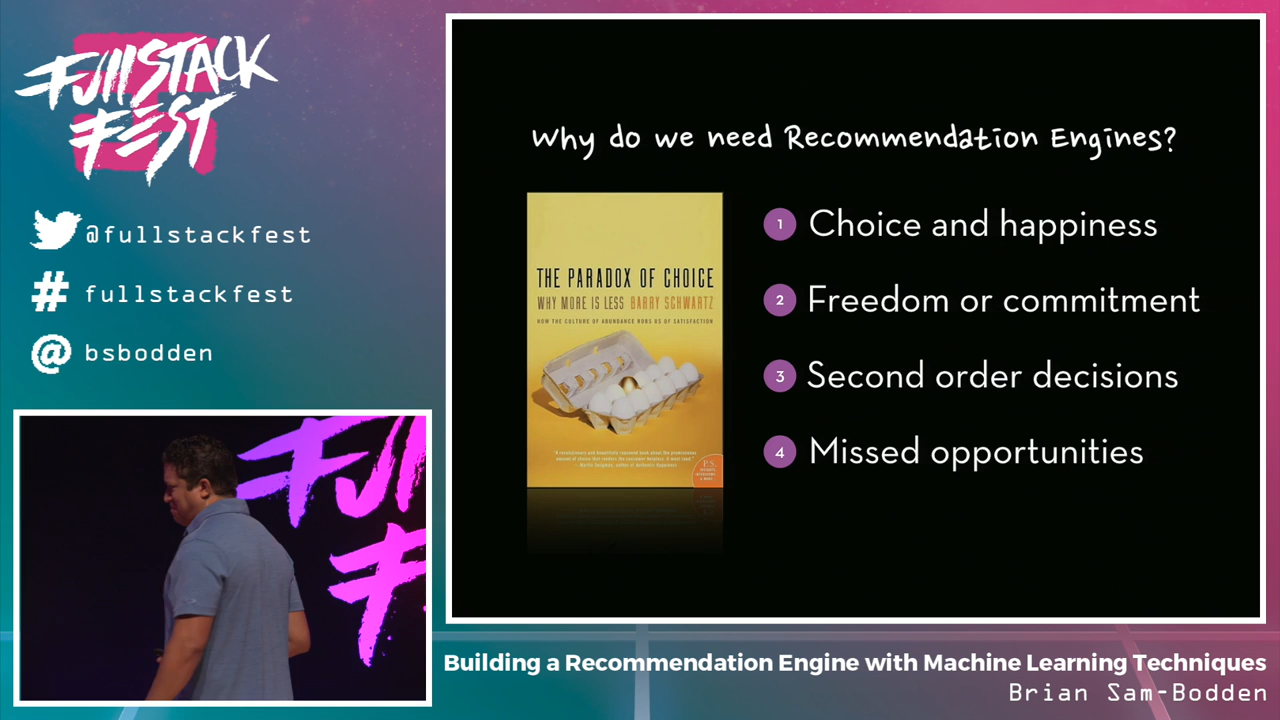 FullStack
Fest
@fullstackfest
# fullstackfest
@ bsbodden
Why do we need Recommendation Engines?
THE PARADOX OF CHOICE
WHY MORE IS LESS BARRY SCHWARTZ
HOW THE CULTURE OF ABUNDANCE ROBS US OF SATISFACTION
P.S.
1 Choice and happiness
2 Freedom or commitment
3 Second order decisions
4 Missed opportunities
Building a Recommendation Engine with Machine Learning Techniques
Brian Sam-Bodden